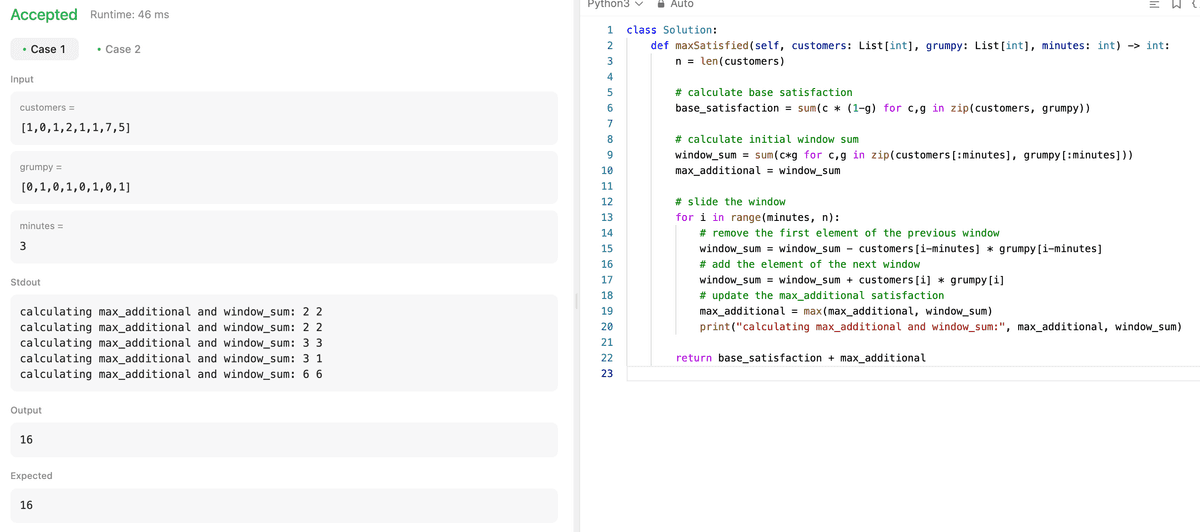 Accepted Runtime: 46 ms
• Case 1 • Case 2
Input
customers =
[1,0,1,2,1,1,7,5]
grumpy =
[0,1,0,1,0,1,0,1]
minutes =
3
Stdout
calculating max_additional and window_sum: 2 2
calculating max_additional and window_sum: 2 2
calculating max_additional and window_sum: 3 3
calculating max_additional and window_sum: 3 1
calculating max_additional and window_sum: 6 6
Output
16
Expected
16
Python3 Auto
1 class Solution:
2 def maxSatisfied(self, customers: List[int], grumpy: List[int], minutes: int) -> int:
3 n = len(customers)
4
5 # calculate base satisfaction
6 base_satisfaction = sum(c * (1-g) for c,g in zip(customers, grumpy))
7
8 # calculate initial window sum
9 window_sum = sum(c*g for c,g in zip(customers[:minutes], grumpy[:minutes]))
10 max_additional = window_sum
11
12 # slide the window
13 for i in range(minutes, n):
14 # remove the first element of the previous window
15 window_sum = window_sum - customers[i-minutes] * grumpy[i-minutes]
16 # add the element of the next window
17 window_sum = window_sum + customers[i] * grumpy[i]
18 # update the max_additional satisfaction
19 max_additional = max(max_additional, window_sum)
20 print("calculating max_additional and window_sum:", max_additional, window_sum)
21
22 return base_satisfaction + max_additional
23